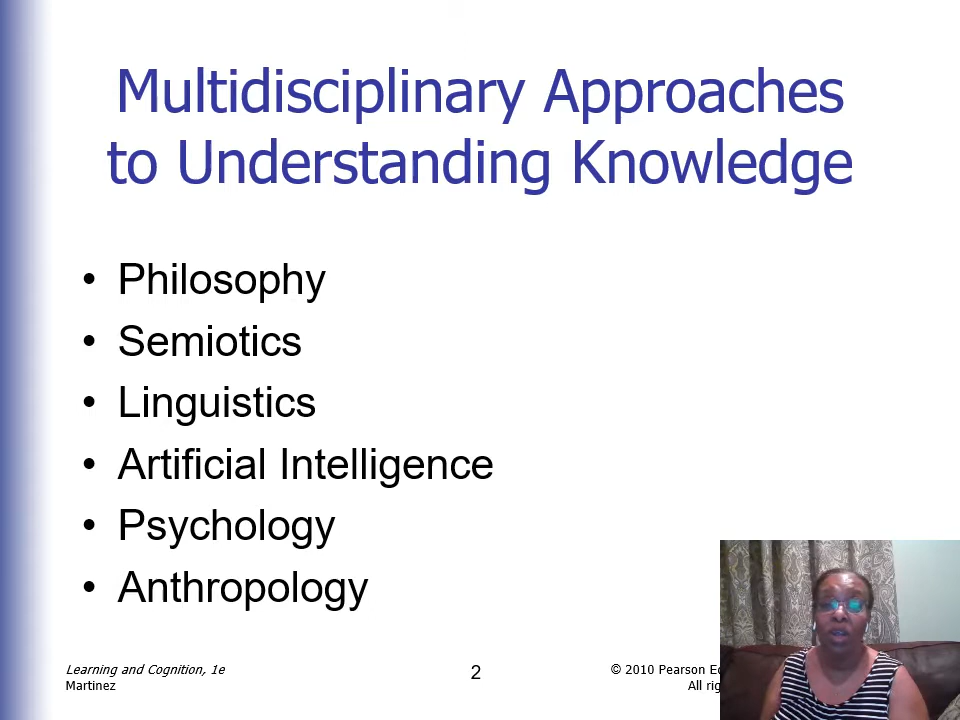 Multidisciplinary Approaches
to Understanding Knowledge
• Philosophy
• Semiotics
• Linguistics
• Artificial Intelligence
• Psychology
• Anthropology
Learning and Cognition, 1e
Martinez
2
© 2010 Pearson
All